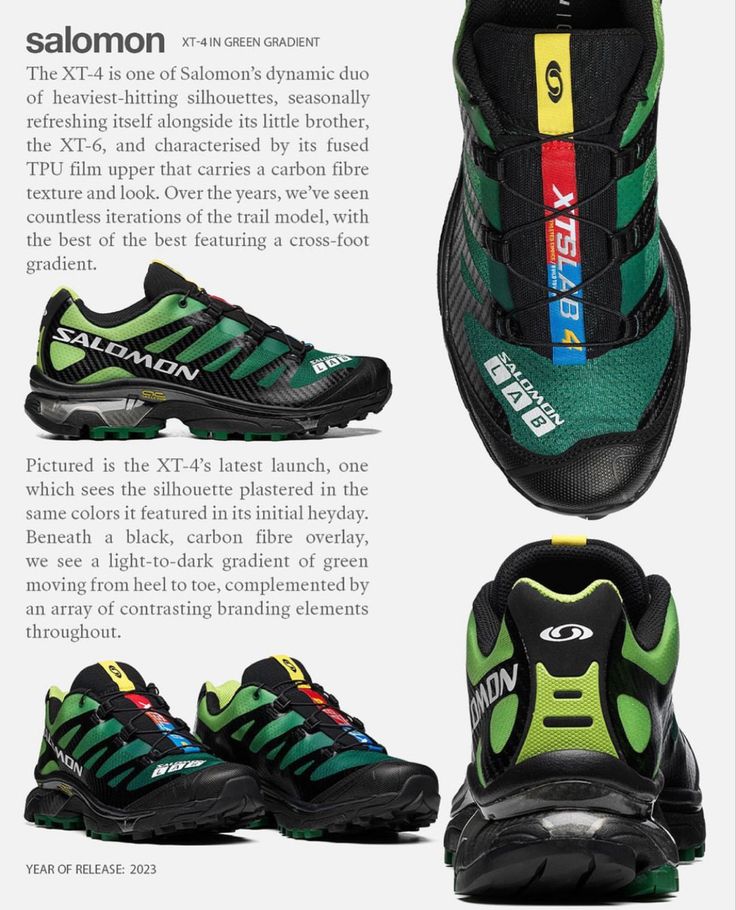 salomon XT-4 IN GREEN GRADIENT
The XT-4 is one of Salomon's dynamic duo
of heaviest-hitting silhouettes, seasonally
refreshing itself alongside its little brother,
the XT-6, and characterised by its fused
TPU film upper that carries a carbon fibre
texture and look. Over the years, we've seen
countless iterations of the trail model, with
the best of the best featuring a cross-foot
gradient.
SALOMON
LAB
Pictured is the XT-4's latest launch, one
which sees the silhouette plastered in the
same colors it featured in its initial heyday.
Beneath a black, carbon fibre overlay,
we see a light-to-dark gradient of green
moving from heel to toe, complemented by
an array of contrasting branding elements
throughout.
SALOMON
SALOMON
LAB
YEAR OF RELEASE: 2023
XT SLAB 4
SALOMON
LAB
MON